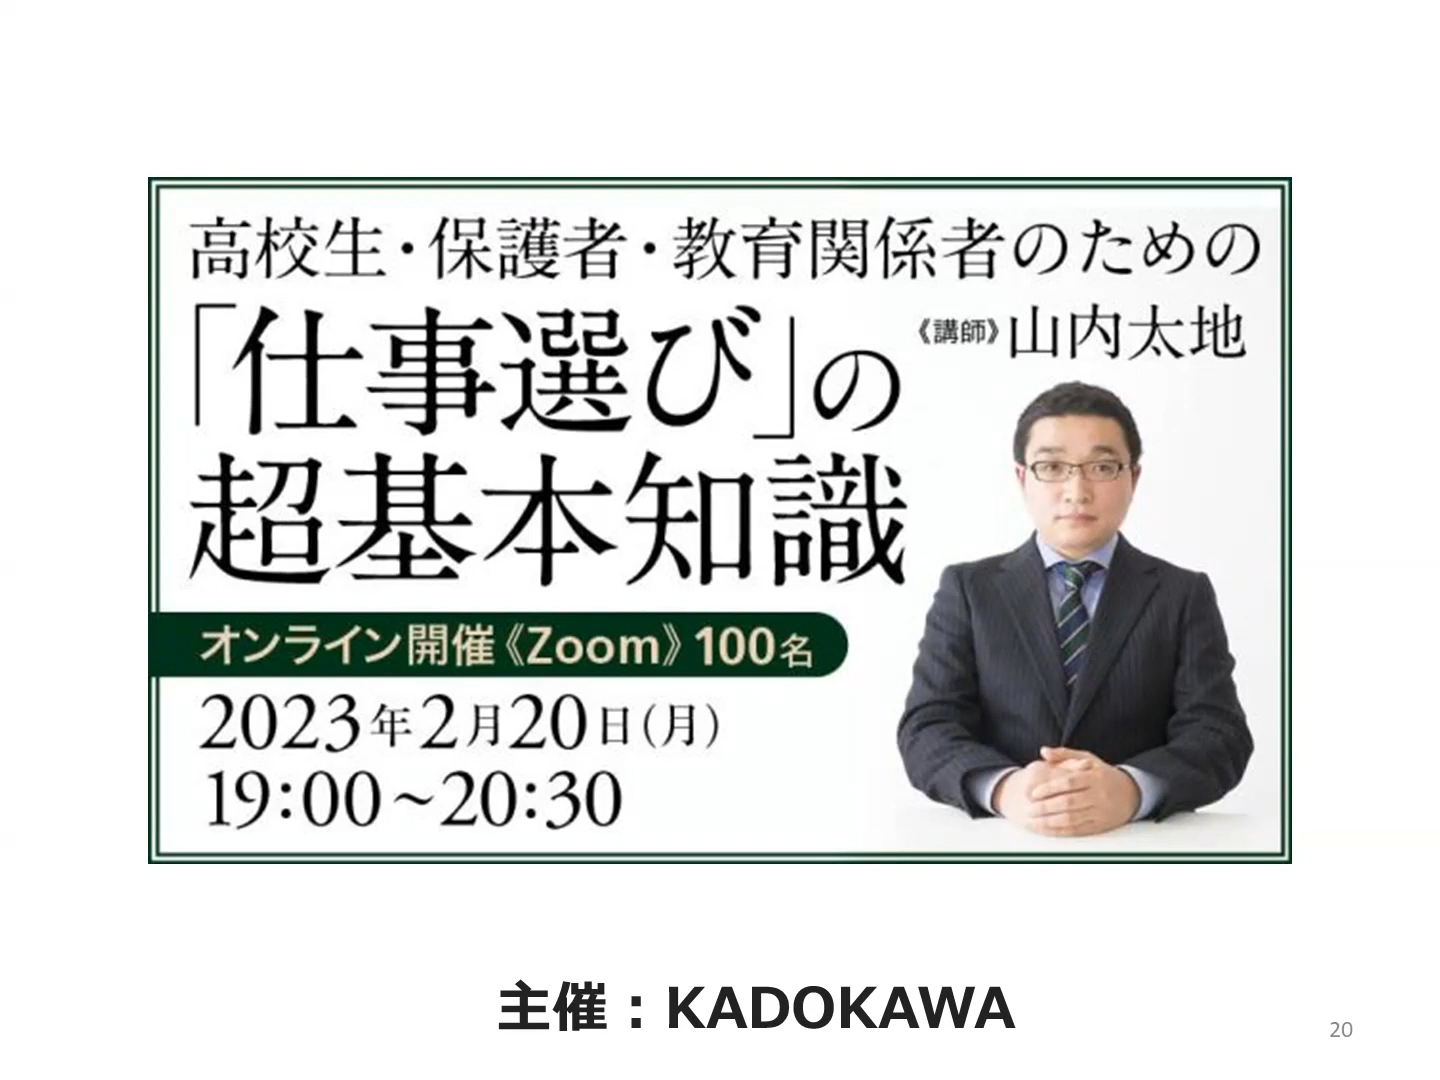 高校生・保護者・教育関係者のための
「仕事選び」の
超基本知識
《講師》山内太地
オンライン開催《Zoom》100名
2023年2月20日(月)
19:00~20:30
主催：KADOKAWA
20